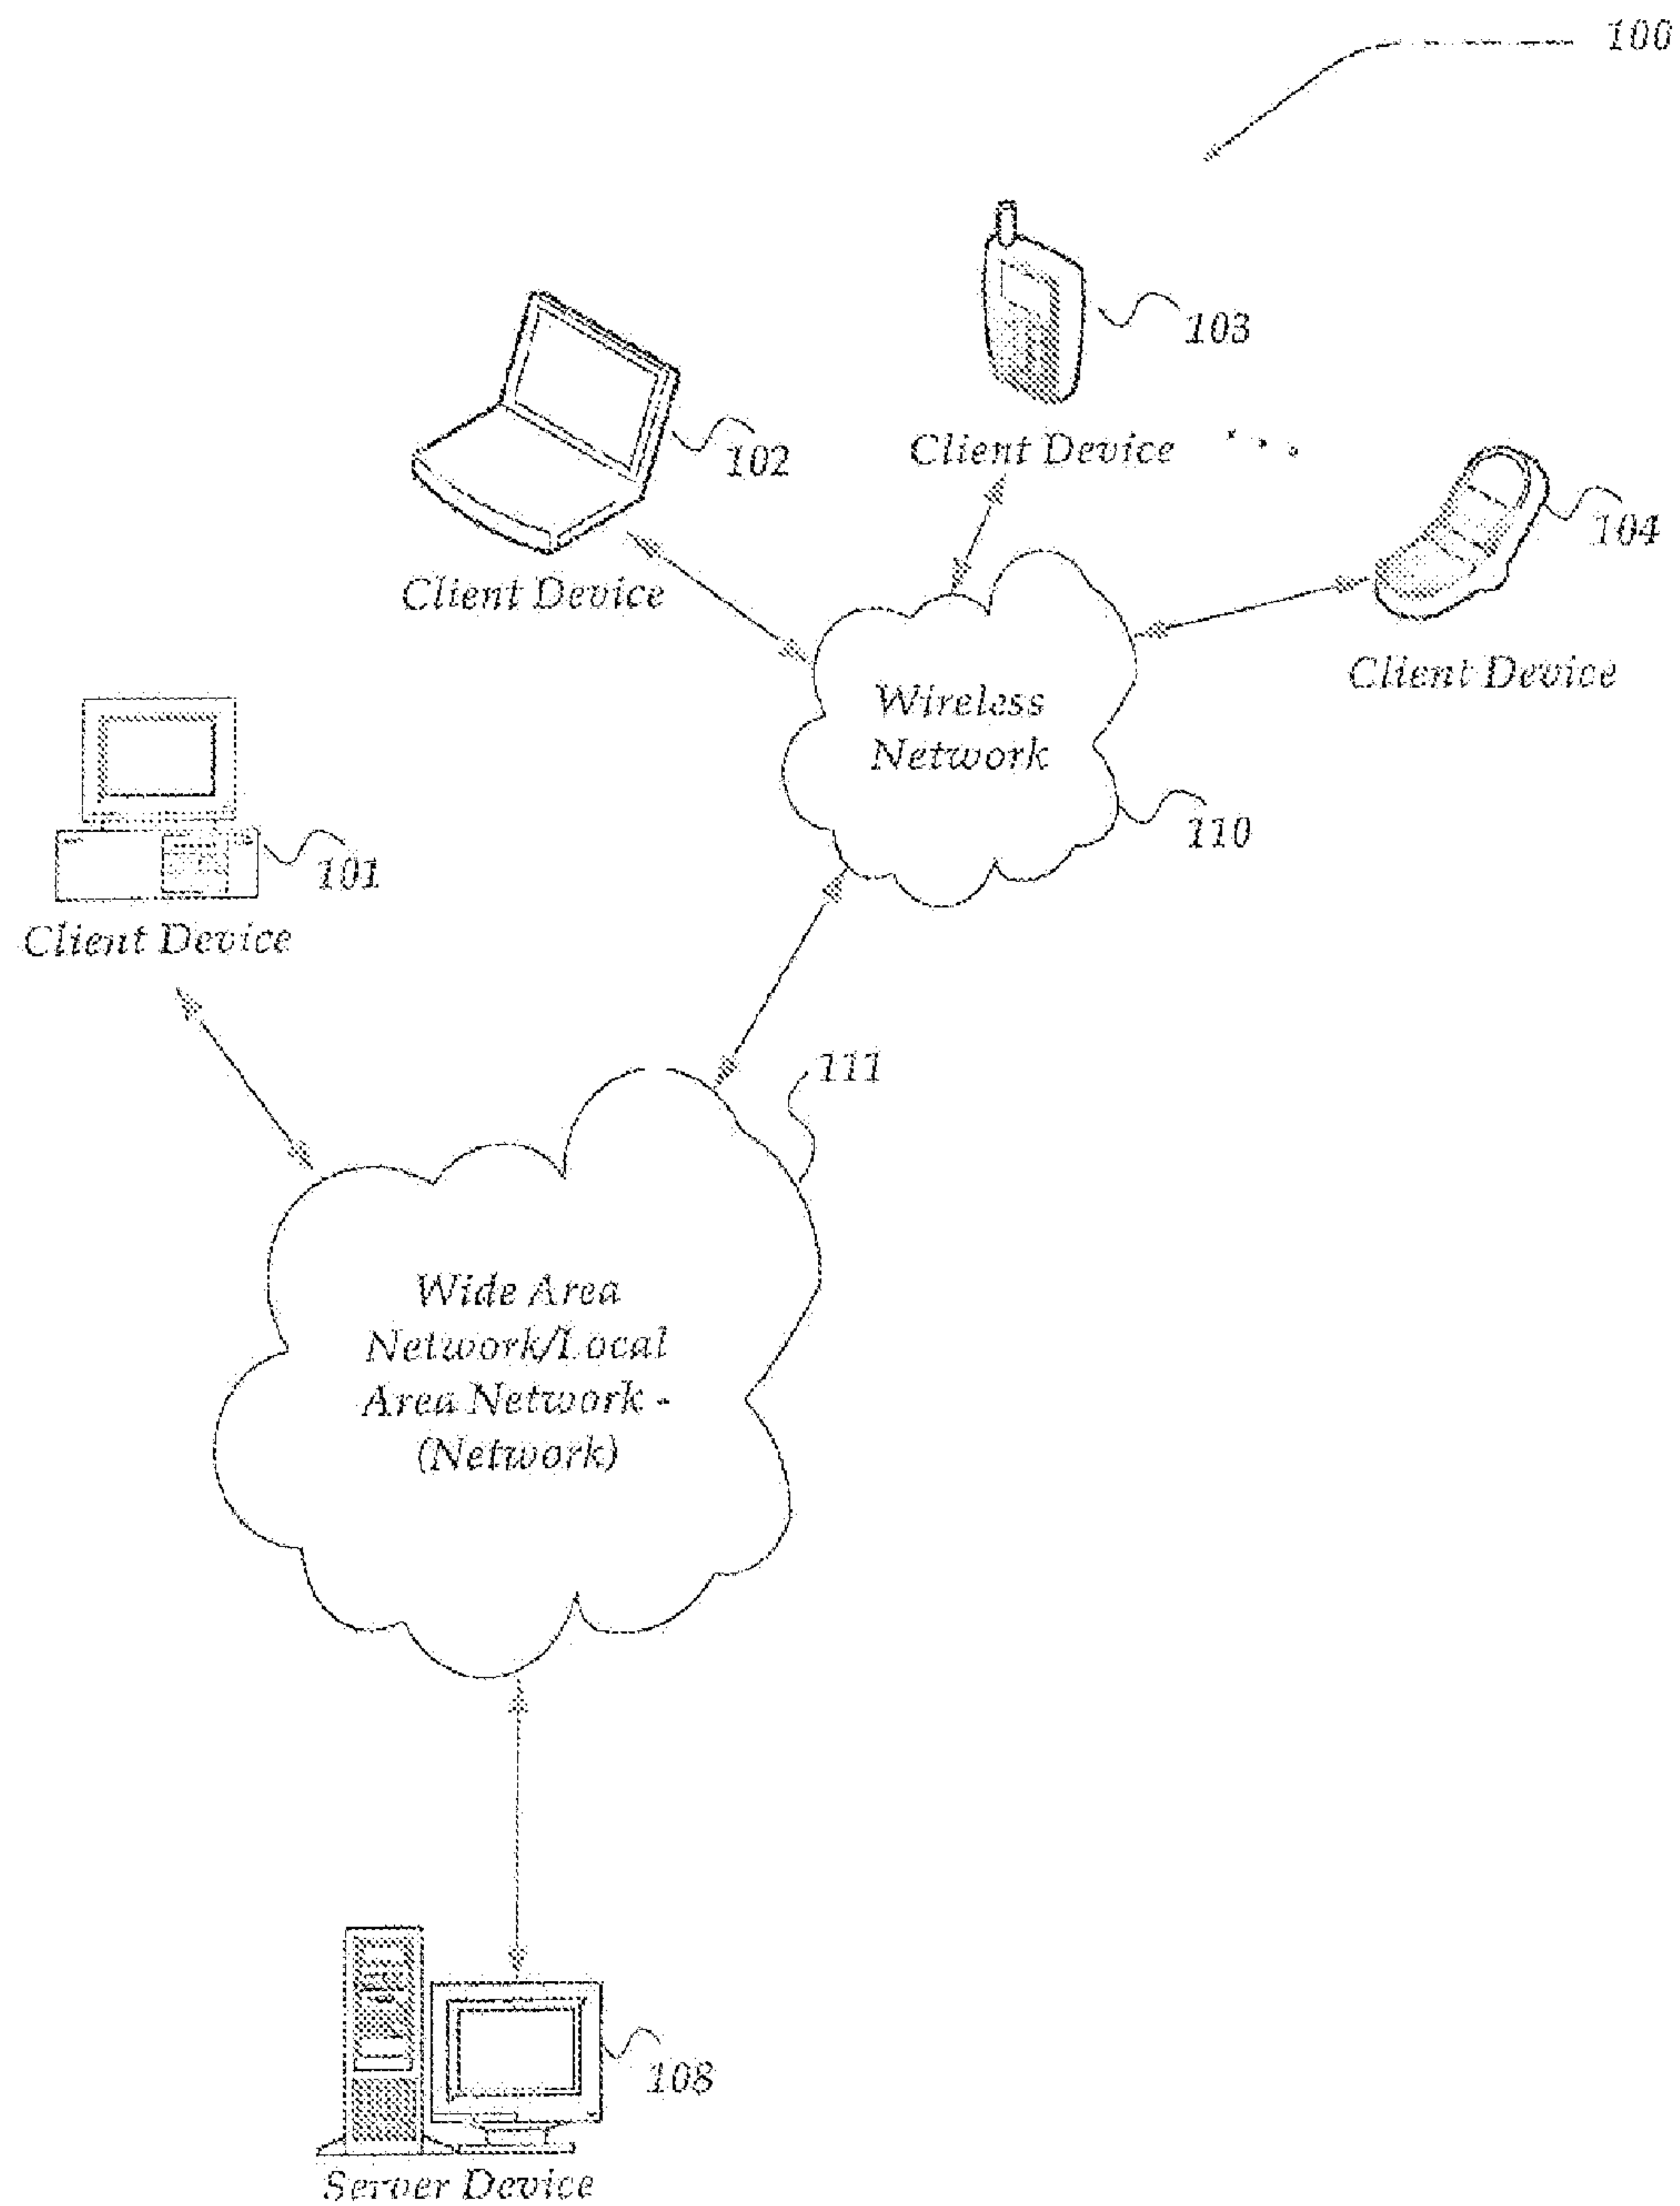 100
103
102
Client Device
104
Client Device
Client Device
Wireless
Network
110
101
Client Device
111
Wide Area
Network/Local
Area Network -
(Network)
108
Server Device